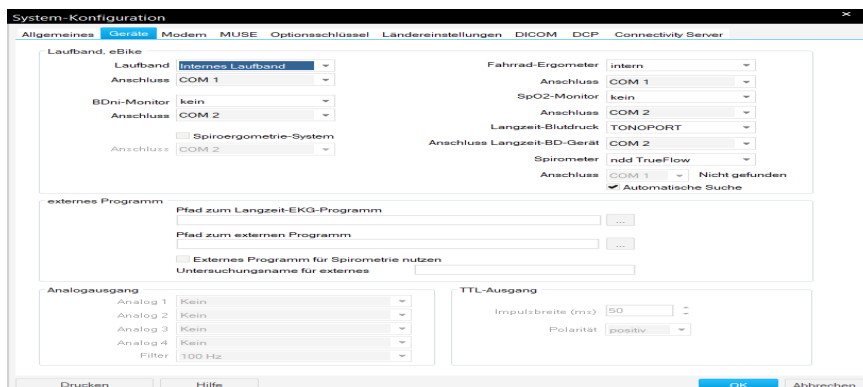 System-Konfiguration
Allgemeines Geräte Modem MUSE Optionsschlüssel Ländereinstellungen DICOM DCP Connectivity Server
Laufband, eBike
Laufband Internes Laufband
Anschluss COM 1
BDni-Monitor kein
Anschluss COM 2
Spiroergometrie-System
Anschluss COM 2
Fahrrad-Ergometer intern
Anschluss COM 1
SpO2-Monitor kein
Anschluss COM 2
Langzeit-Blutdruck TONOPORT
Anschluss Langzeit-BD-Gerät COM 2
Spirometer ndd TrueFlow
Anschluss COM 1 Nicht gefunden
Automatische Suche
externes Programm
Pfad zum Langzeit-EKG-Programm
...
Pfad zum externen Programm
...
Externes Programm für Spirometrie nutzen
Untersuchungsname für externes
Analogausgang
Analog 1 Kein
Analog 2 Kein
Analog 3 Kein
Analog 4 Kein
Filter 100 Hz
TTL-Ausgang
Impulsbreite (ms) 50
Polarität positiv
Drucken Hilfe OK Abbrechen